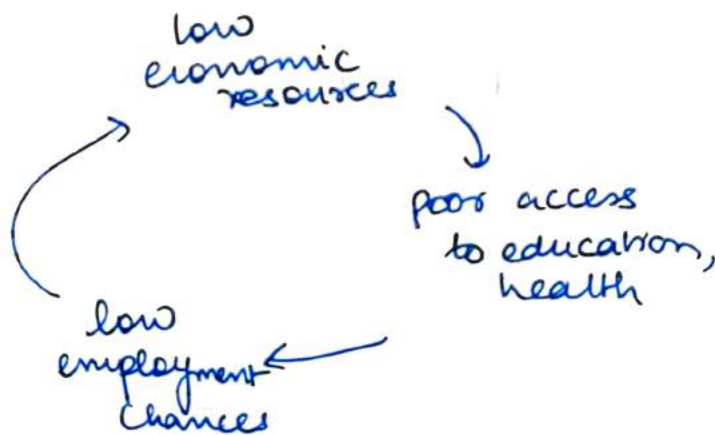 low
economic
resources
poor access
to education,
health
low
employment
chances